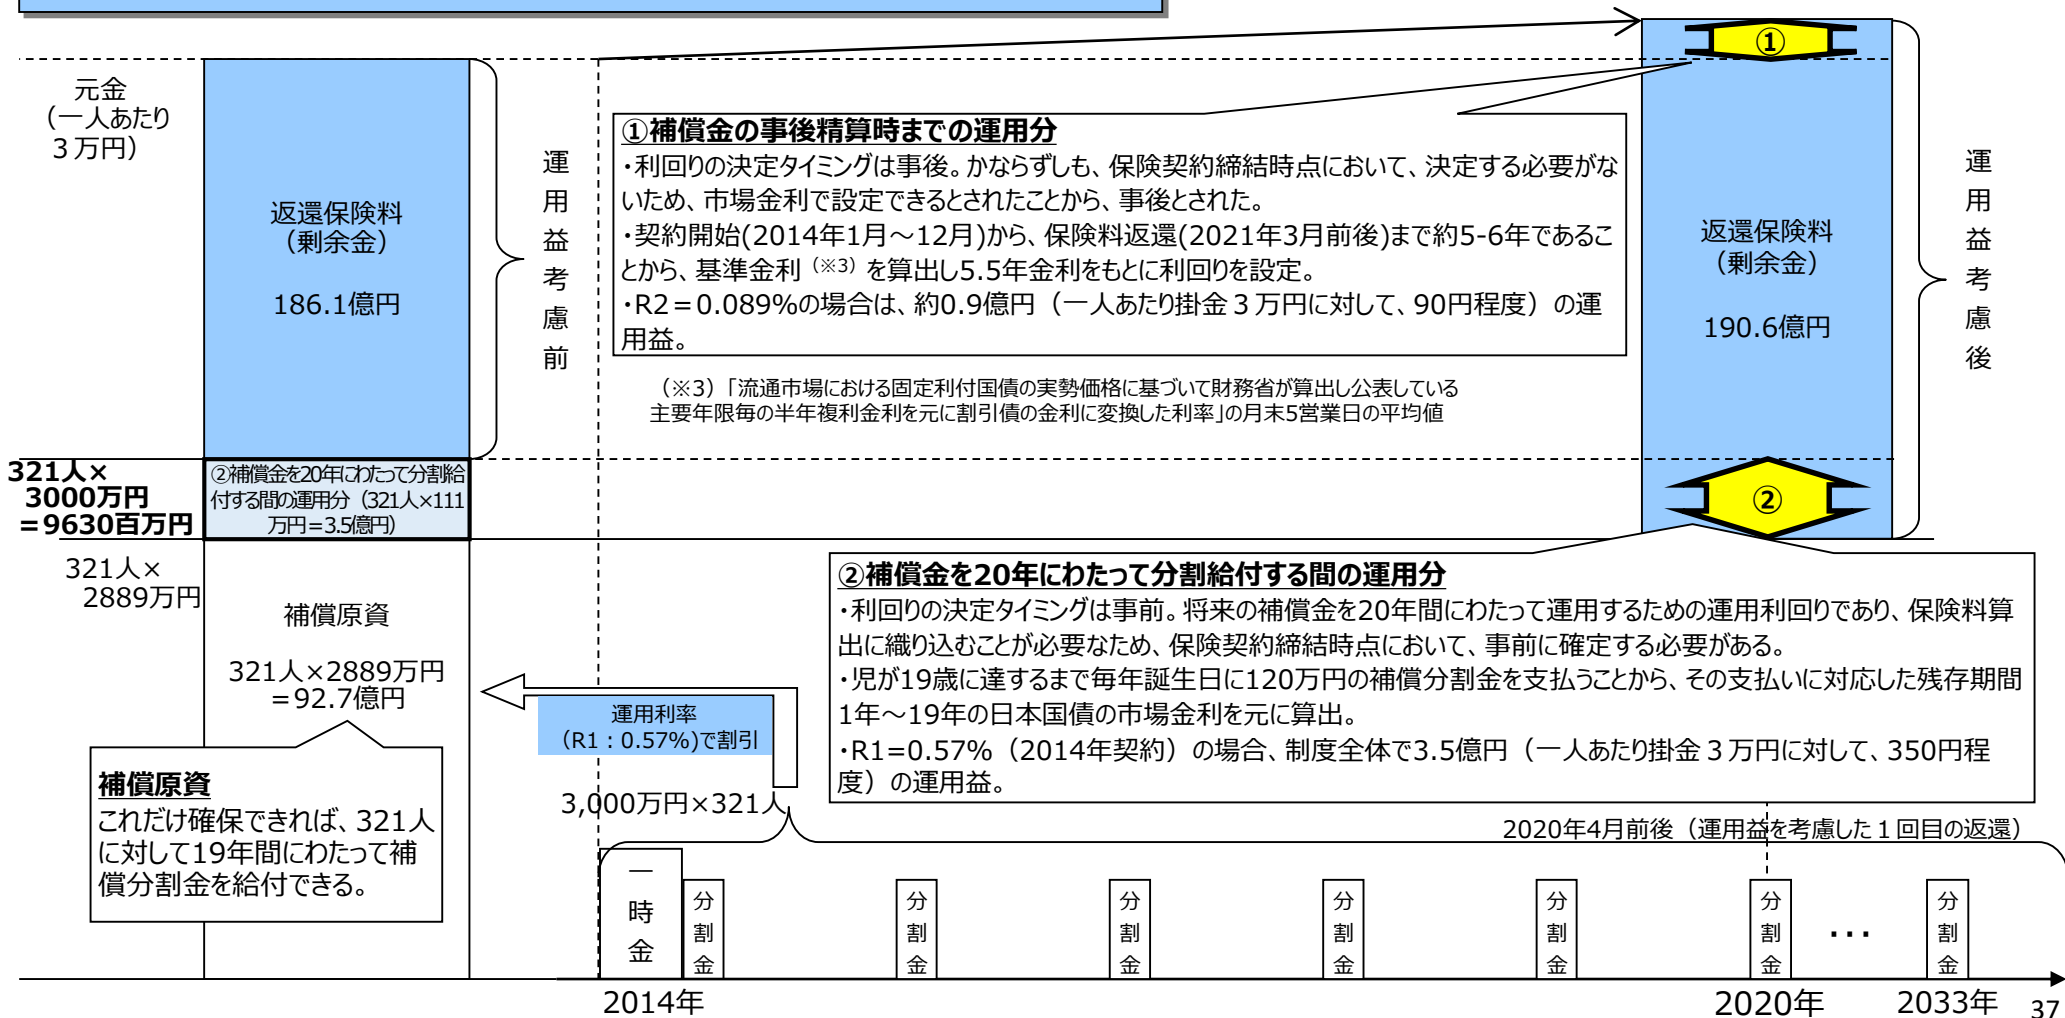 元金
（一人あたり
３万円）
返還保険料
（剰余金）
186.1億円
運用益考慮前
①
①補償金の事後精算時までの運用分
・利回りの決定タイミングは事後。かならずしも、保険契約締結時点において、決定する必要がな
いため、市場金利で設定できるとされたことから、事後とされた。
・契約開始(2014年1月～12月)から、保険料返還(2021年3月前後)まで約5-6年であるこ
とから、基準金利（※3）を算出し5.5年金利をもとに利回りを設定。
・R2＝0.089%の場合は、約0.9億円（一人あたり掛金３万円に対して、90円程度）の運
用益。
（※3）「流通市場における固定利付国債の実勢価格に基づいて財務省が算出し公表している
主要年限毎の半年複利金利を元に割引債の金利に変換した利率」の月末5営業日の平均値
返還保険料
（剰余金）
190.6億円
運用益考慮後
321人×
3000万円
＝9630百万円
②補償金を20年にわたって分割給
付する間の運用分（321人×111
万円＝3.5億円）
②
321人×
2889万円
補償原資
321人×2889万円
＝92.7億円
補償原資
これだけ確保できれば、321人
に対して19年間にわたって補
償分割金を給付できる。
運用利率
（R1：0.57%)で割引
3,000万円×321人
②補償金を20年にわたって分割給付する間の運用分
・利回りの決定タイミングは事前。将来の補償金を20年間にわたって運用するための運用利回りであり、保険料算
出に織り込むことが必要なため、保険契約締結時点において、事前に確定する必要がある。
・児が19歳に達するまで毎年誕生日に120万円の補償分割金を支払うことから、その支払いに対応した残存期間
1年～19年の日本国債の市場金利を元に算出。
・R1=0.57%（2014年契約）の場合、制度全体で3.5億円（一人あたり掛金３万円に対して、350円程
度）の運用益。
2020年4月前後（運用益を考慮した１回目の返還）
一時金
分割金
分割金
分割金
分割金
分割金
分割金
…
分割金
2014年
2020年
2033年
37